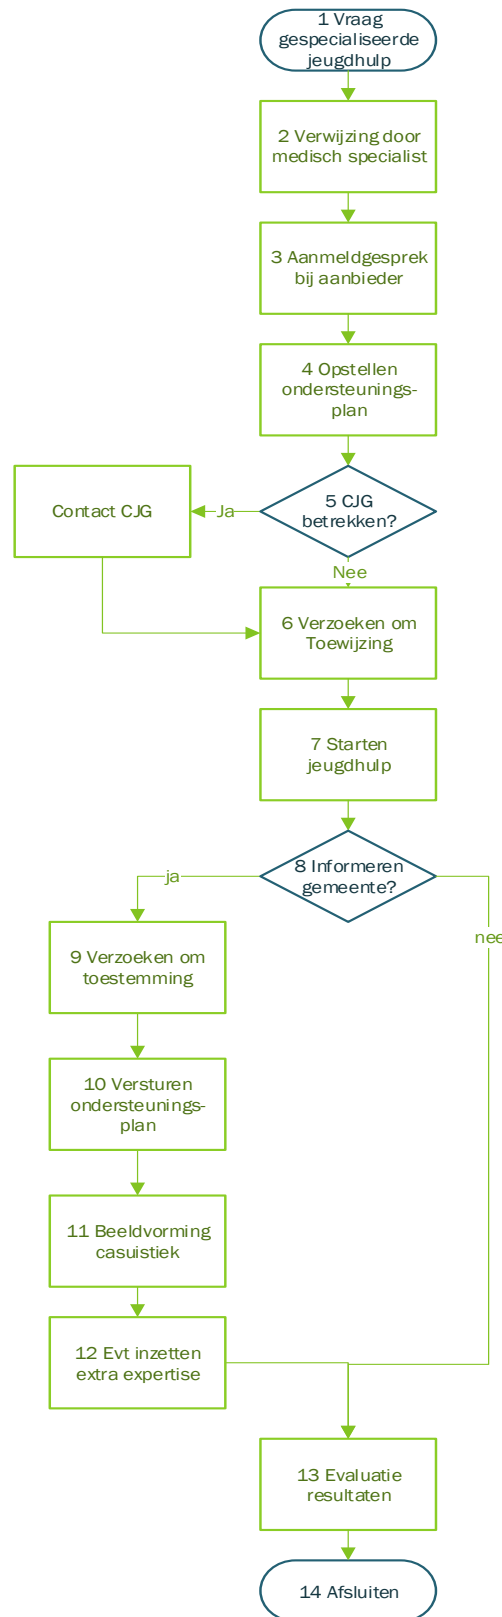 1 Vraag
gespecialiseerde
jeugdhulp
2 Verwijzing door
medisch specialist
3 Aanmeldgesprek
bij aanbieder
4 Opstellen
ondersteunings-
plan
5 CJG
betrekken?
Ja
Contact CJG
Nee
6 Verzoeken om
Toewijzing
7 Starten
jeugdhulp
8 Informeren
gemeente?
ja
nee
9 Verzoeken om
toestemming
10 Versturen
ondersteunings-
plan
11 Beeldvorming
casuistiek
12 Evt inzetten
extra expertise
13 Evaluatie
resultaten
14 Afsluiten